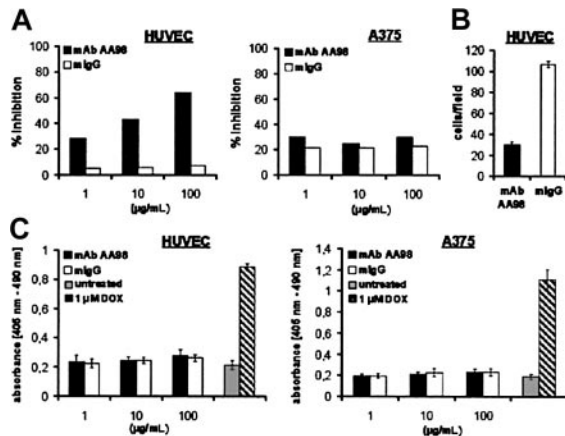 A
B
HUVEC
A375
HUVEC
mAb AA98
mIgG
% inhibition
100
80
60
40
20
0
1
10
100
(µg/mL)
mAb AA98
mIgG
% inhibition
100
80
60
40
20
0
1
10
100
(µg/mL)
cells/field
120
100
80
60
40
20
0
mAb
AA98
mIgG
C
HUVEC
A375
mAb AA98
mIgG
untreated
1 µM DOX
absorbance [405 nm - 490 nm]
1
0,8
0,6
0,4
0,2
0
1
10
100
(µg/mL)
mAb AA98
mIgG
untreated
1 µM DOX
absorbance [405 nm - 490 nm]
1,4
1,2
1
0,8
0,6
0,4
0,2
0
1
10
100
(µg/mL)